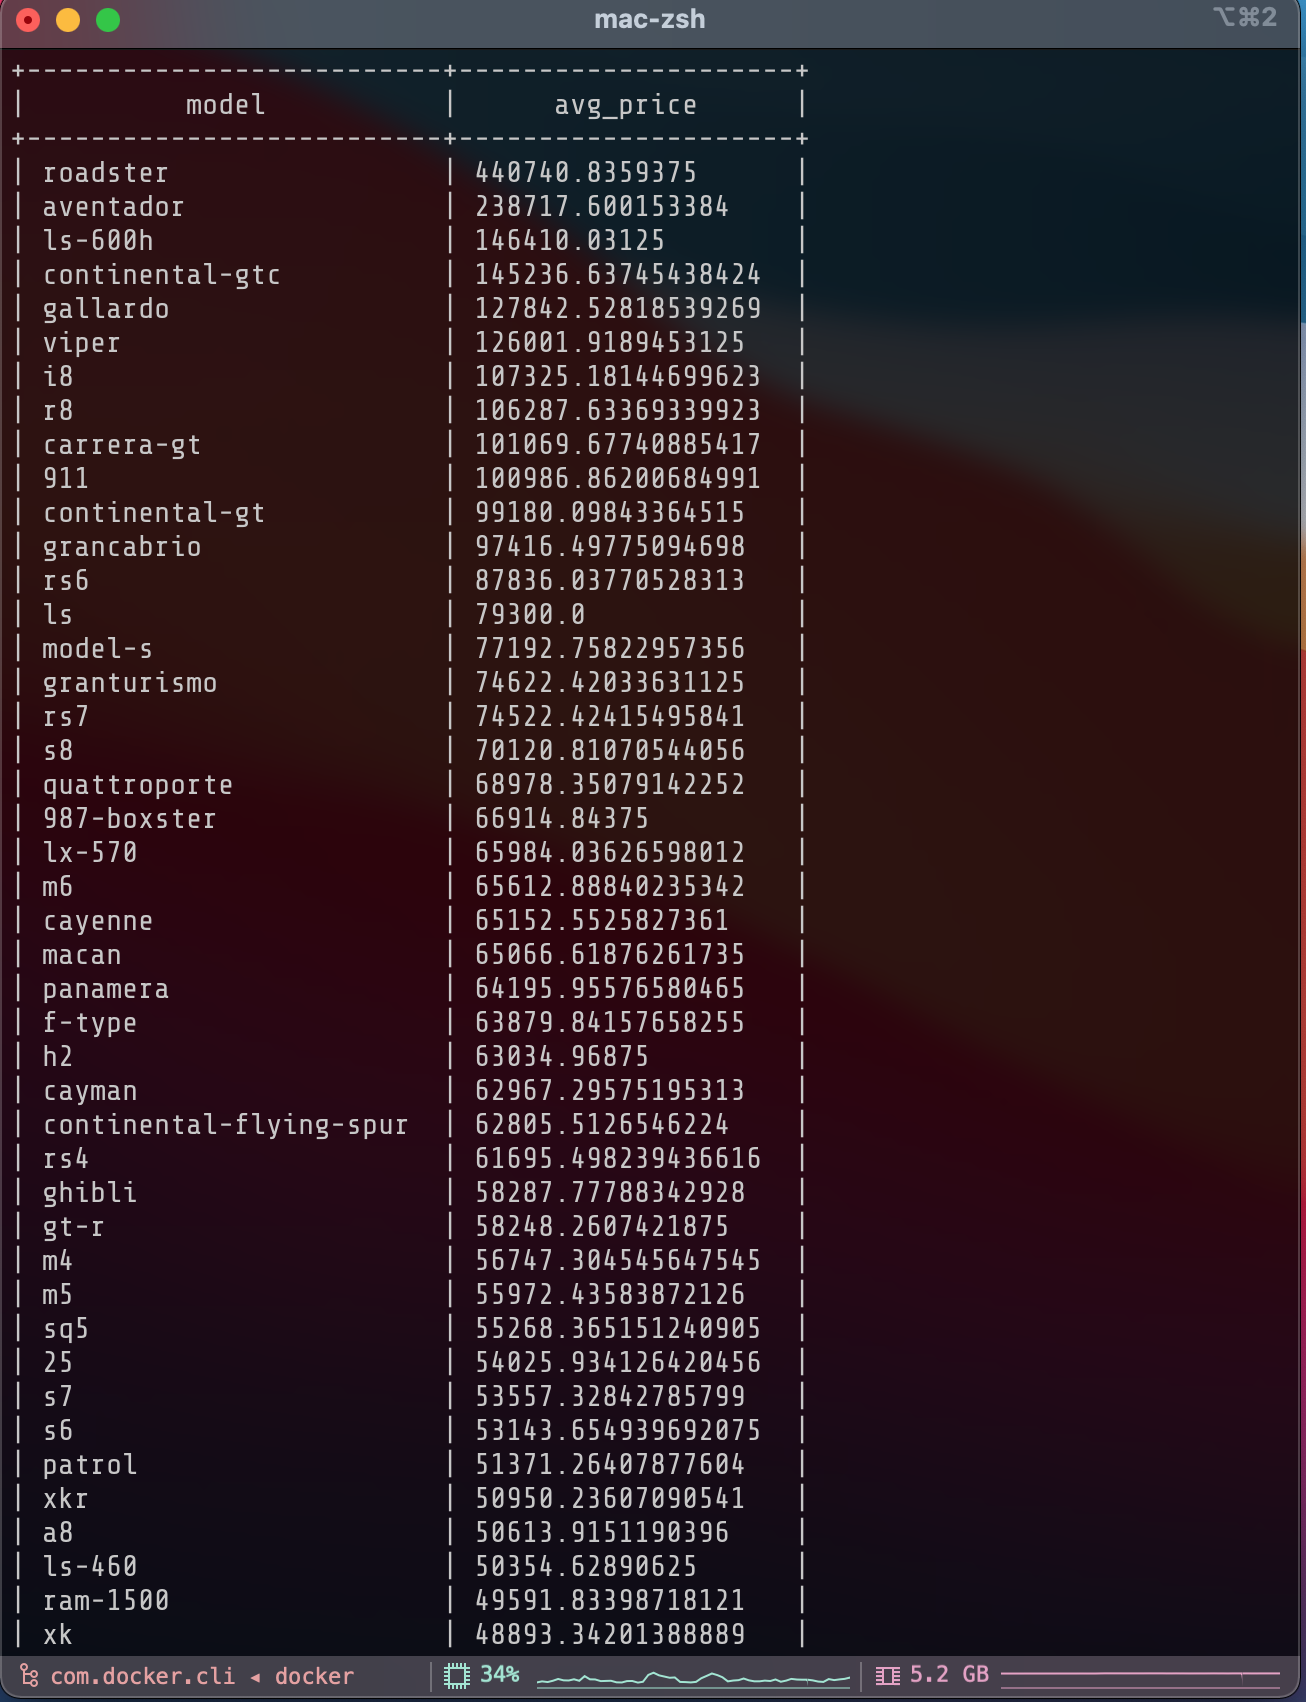 mac-zsh ⌥⌘2
+--------------------------+---------------------+
| model | avg_price |
+--------------------------+---------------------+
| roadster | 440740.8359375 |
| aventador | 238717.600153384 |
| ls-600h | 146410.03125 |
| continental-gtc | 145236.63745438424 |
| gallardo | 127842.52818539269 |
| viper | 126001.9189453125 |
| i8 | 107325.18144699623 |
| r8 | 106287.63369339923 |
| carrera-gt | 101069.67740885417 |
| 911 | 100986.86200684991 |
| continental-gt | 99180.09843364515 |
| grancabrio | 97416.49775094698 |
| rs6 | 87836.03770528313 |
| ls | 79300.0 |
| model-s | 77192.75822957356 |
| granturismo | 74622.42033631125 |
| rs7 | 74522.42415495841 |
| s8 | 70120.81070544056 |
| quattroporte | 68978.35079142252 |
| 987-boxster | 66914.84375 |
| lx-570 | 65984.03626598012 |
| m6 | 65612.88840235342 |
| cayenne | 65152.5525827361 |
| macan | 65066.61876261735 |
| panamera | 64195.95576580465 |
| f-type | 63879.84157658255 |
| h2 | 63034.96875 |
| cayman | 62967.29575195313 |
| continental-flying-spur | 62805.5126546224 |
| rs4 | 61695.498239436616 |
| ghibli | 58287.77788342928 |
| gt-r | 58248.2607421875 |
| m4 | 56747.304545647545 |
| m5 | 55972.43583872126 |
| sq5 | 55268.365151240905 |
| 25 | 54025.934126420456 |
| s7 | 53557.32842785799 |
| s6 | 53143.654939692075 |
| patrol | 51371.26407877604 |
| xkr | 50950.23607090541 |
| a8 | 50613.9151190396 |
| ls-460 | 50354.62890625 |
| ram-1500 | 49591.83398718121 |
| xk | 48893.34201388889 |
com.docker.cli ◂ docker 34% 5.2 GB